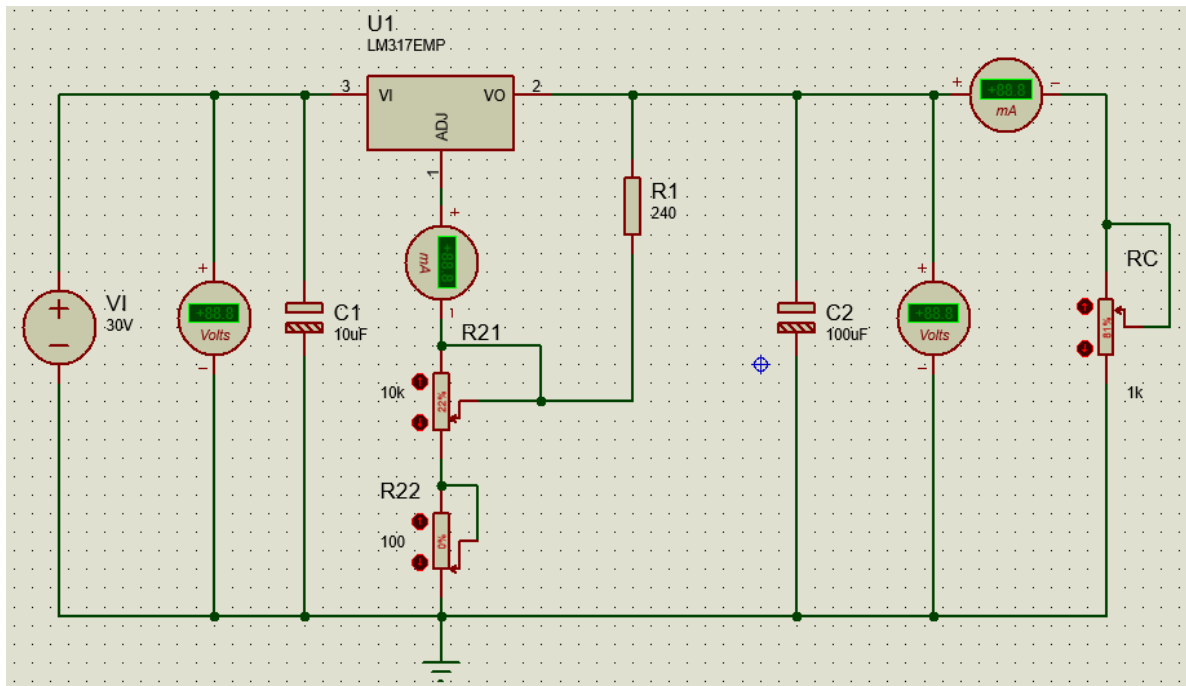 U1
LM317EMP
3
VI
VO
2
ADJ
1
+
-
+88.8
mA
R1
240
+
+88.8
mA
1
RC
+
+88.8
Volts
-
VI
30V
C1
10uF
R21
C2
100uF
+
+88.8
Volts
-
81%
10k
22%
1k
R22
100
0%